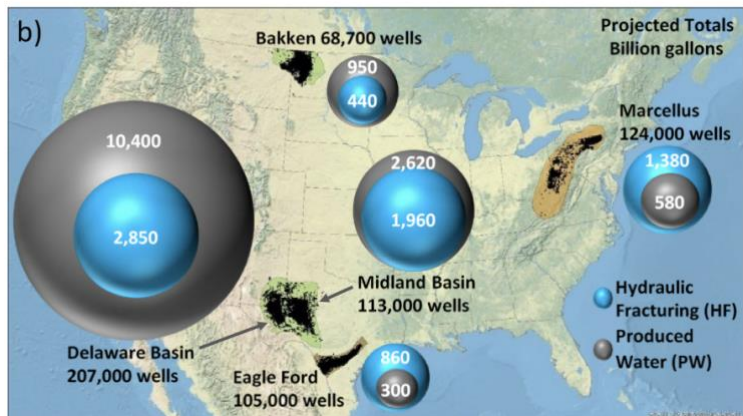 b)
Bakken 68,700 wells
950
440
Projected Totals
Billion gallons
Marcellus
124,000 wells
1,380
580
10,400
2,850
2,620
1,960
Midland Basin
113,000 wells
Hydraulic
Fracturing (HF)
Produced
Water (PW)
Delaware Basin
207,000 wells
Eagle Ford
105,000 wells
860
300